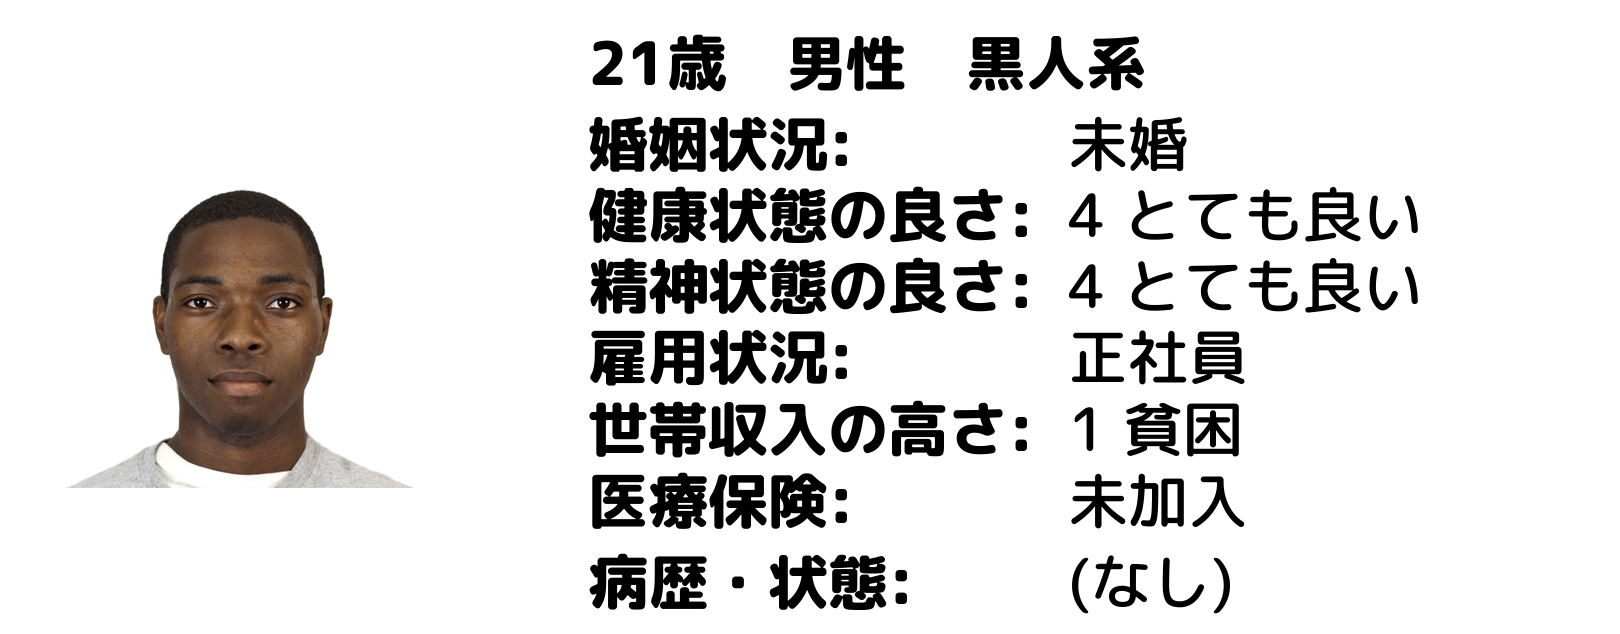 21歳　男性　黒人系
婚姻状況: 未婚
健康状態の良さ: 4 とても良い
精神状態の良さ: 4 とても良い
雇用状況: 正社員
世帯収入の高さ: 1 貧困
医療保険: 未加入
病歴・状態: (なし)